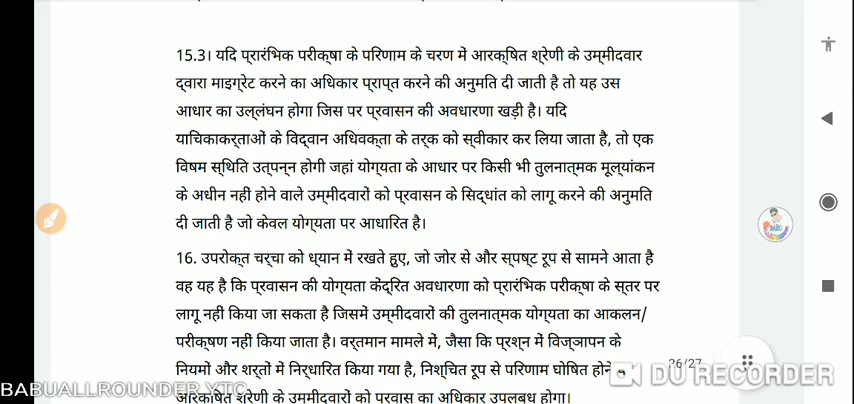 15.3। यदि प्रारंभिक परीक्षा के परिणाम के चरण में आरक्षित श्रेणी के उम्मीदवार
द्वारा माइग्रेट करने का अधिकार प्राप्त करने की अनुमति दी जाती है तो यह उस
आधार का उल्लंघन होगा जिस पर प्रवासन की अवधारणा खड़ी है। यदि
याचिकाकर्ताओं के विद्वान अधिवक्ता के तर्क को स्वीकार कर लिया जाता है, तो एक
विषम स्थिति उत्पन्न होगी जहां योग्यता के आधार पर किसी भी तुलनात्मक मूल्यांकन
के अधीन नहीं होने वाले उम्मीदवारों को प्रवासन के सिद्धांत को लागू करने की अनुमति
दी जाती है जो केवल योग्यता पर आधारित है।
16. उपरोक्त चर्चा को ध्यान में रखते हुए, जो जोर से और स्पष्ट रूप से सामने आता है
वह यह है कि प्रवासन की योग्यता केंद्रित अवधारणा को प्रारंभिक परीक्षा के स्तर पर
लागू नहीं किया जा सकता है जिसमें उम्मीदवारों की तुलनात्मक योग्यता का आकलन/
परीक्षण नहीं किया जाता है। वर्तमान मामले में, जैसा कि प्रश्न में विज्ञापन के
नियमों और शर्तों में निर्धारित किया गया है, निश्चित रूप से परिणाम घोषित होने
26/27
DU RECORDER
BABUALLROUNDER YTC
आरक्षित श्रेणी के उम्मीदवारों को प्रवास का अधिकार उपलब्ध होगा।